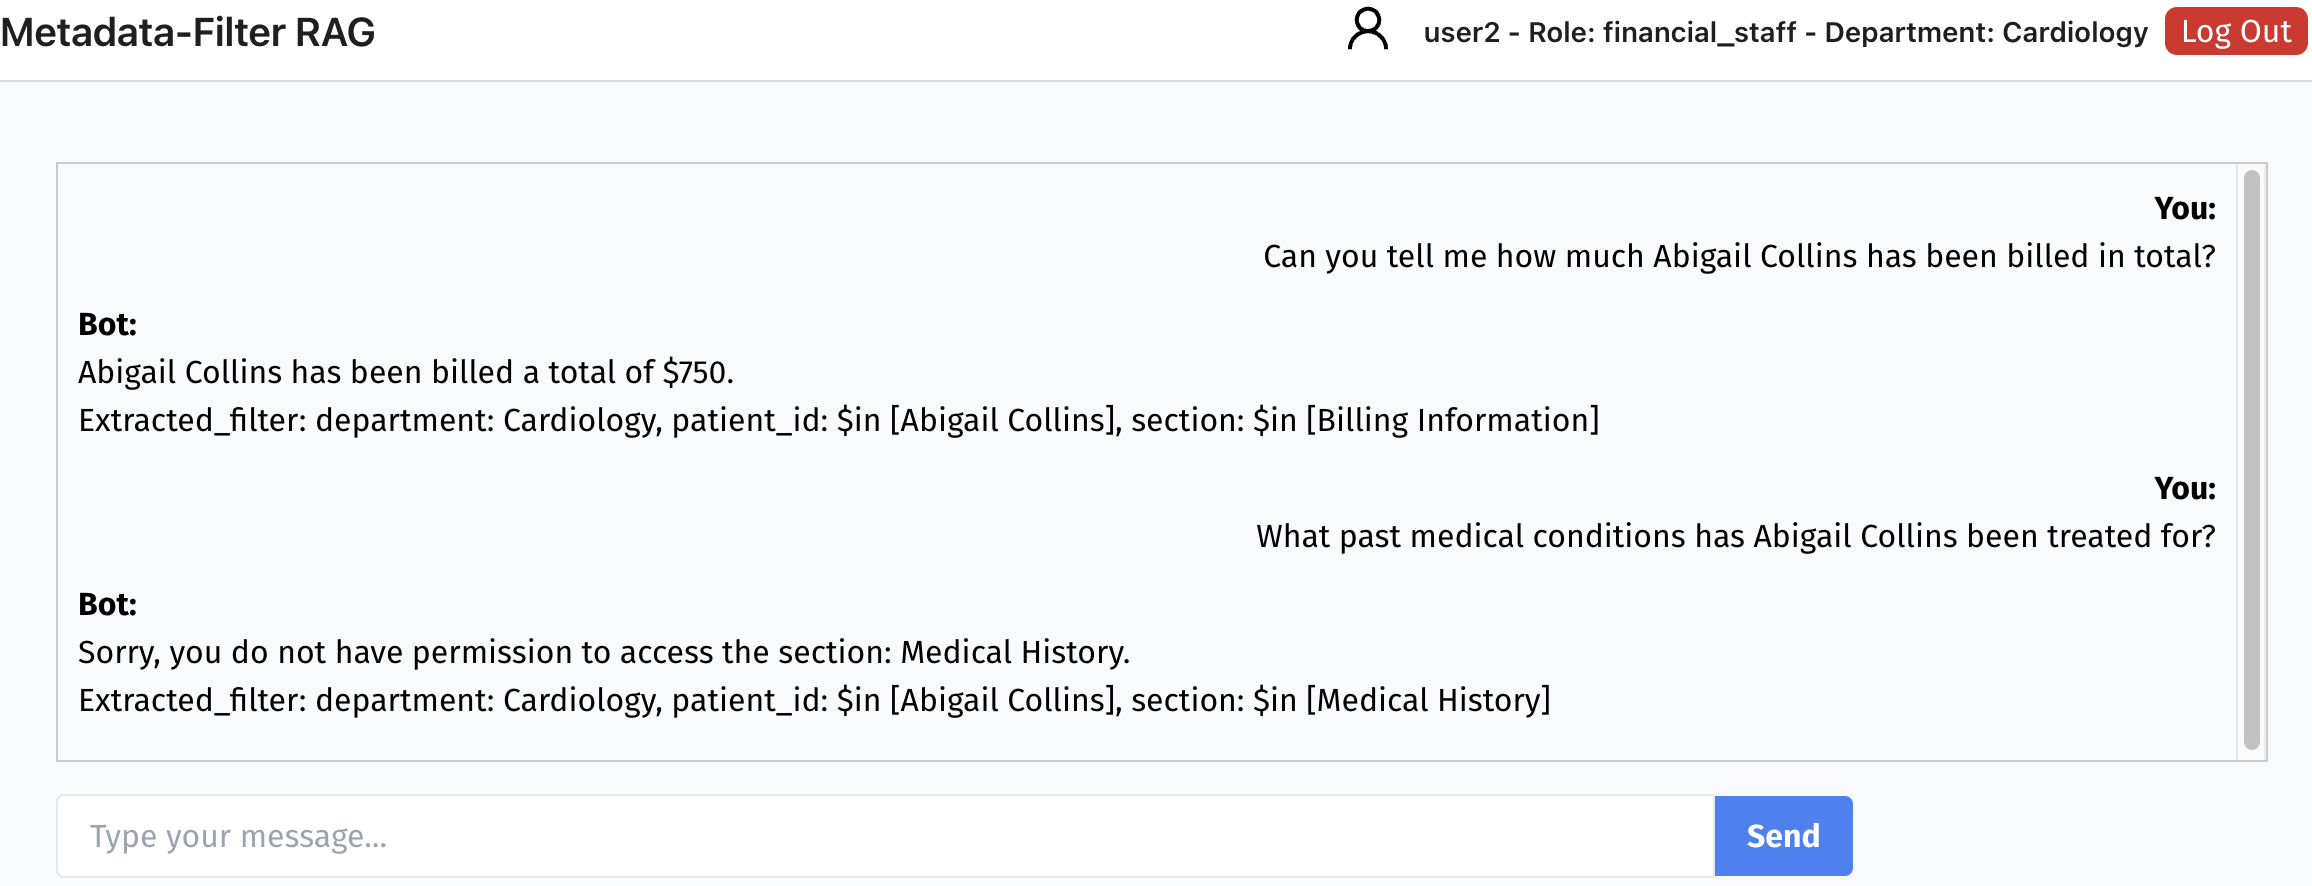 Metadata-Filter RAG
user2 - Role: financial_staff - Department: Cardiology
Log Out
You:
Can you tell me how much Abigail Collins has been billed in total?
Bot:
Abigail Collins has been billed a total of $750.
Extracted_filter: department: Cardiology, patient_id: $in [Abigail Collins], section: $in [Billing Information]
You:
What past medical conditions has Abigail Collins been treated for?
Bot:
Sorry, you do not have permission to access the section: Medical History.
Extracted_filter: department: Cardiology, patient_id: $in [Abigail Collins], section: $in [Medical History]
Type your message...
Send